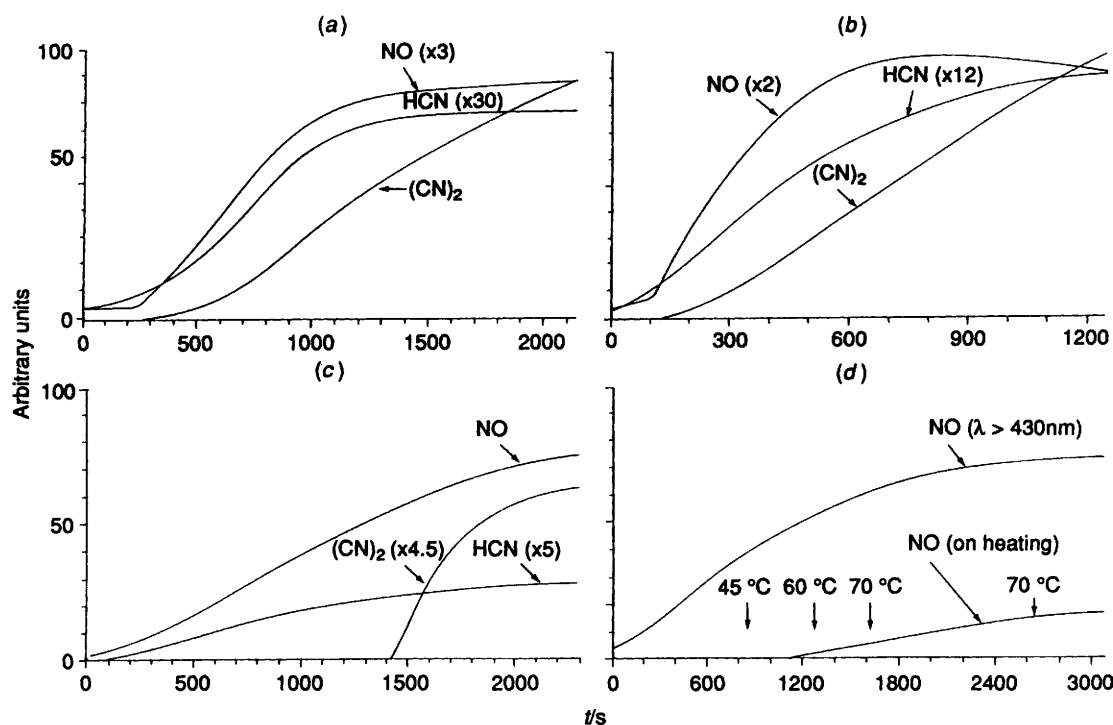 (a)
(b)
100
NO (x3)
HCN (x30)
(CN)₂
50
0
0 500 1000 1500 2000
NO (x2)
HCN (x12)
(CN)₂
0 300 600 900 1200
Arbitrary units
(c)
(d)
100
NO
(CN)₂ (x4.5)
HCN (x5)
50
0
0 500 1000 1500 2000
NO (λ > 430nm)
NO (on heating)
45 °C 60 °C 70 °C 70 °C
0 600 1200 1800 2400 3000
t/s